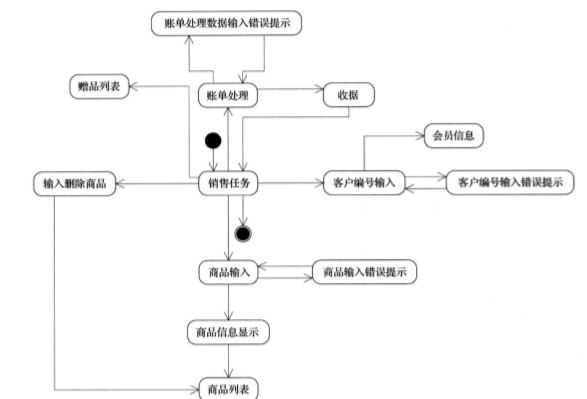 账单处理数据输入错误提示
赠品列表
账单处理
收据
会员信息
输入删除商品
销售任务
客户编号输入
客户编号输入错误提示
商品输入
商品输入错误提示
商品信息显示
商品列表